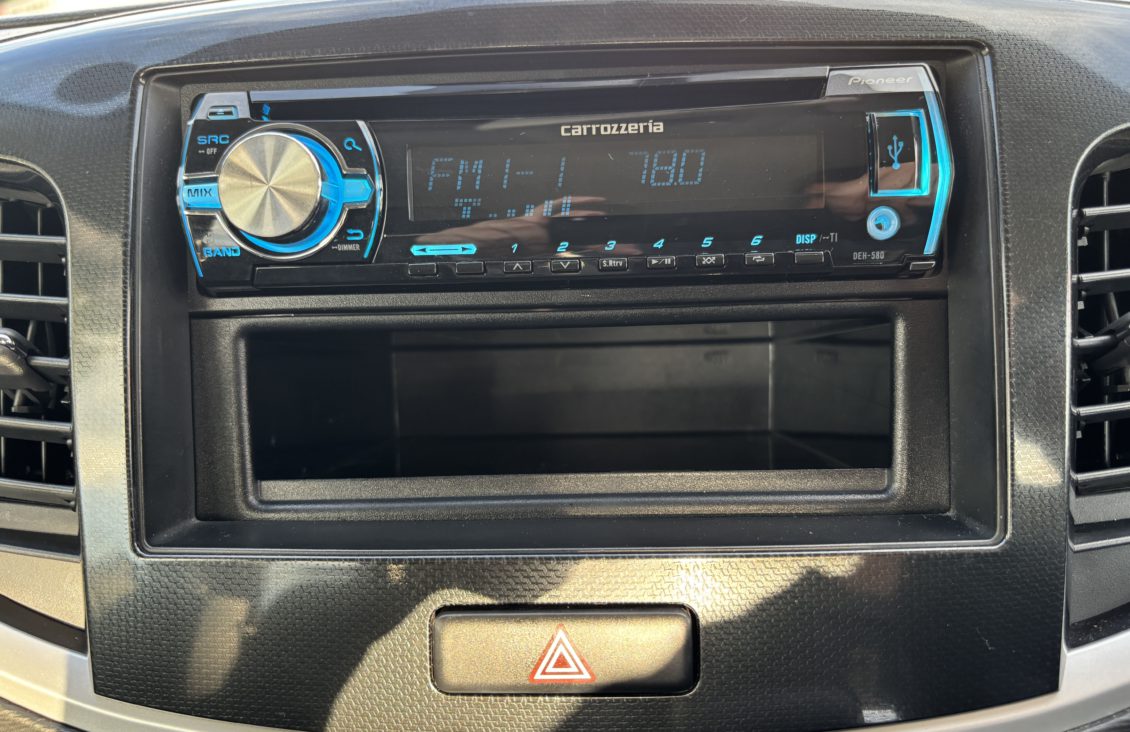 Pioneer
carrozzeria
SRC
OFF
MIX
BAND
DIMMER
FM1-1 78.0
1 2 3 4 5 6 DISP/ TI
S.Rtrv
DEH-580